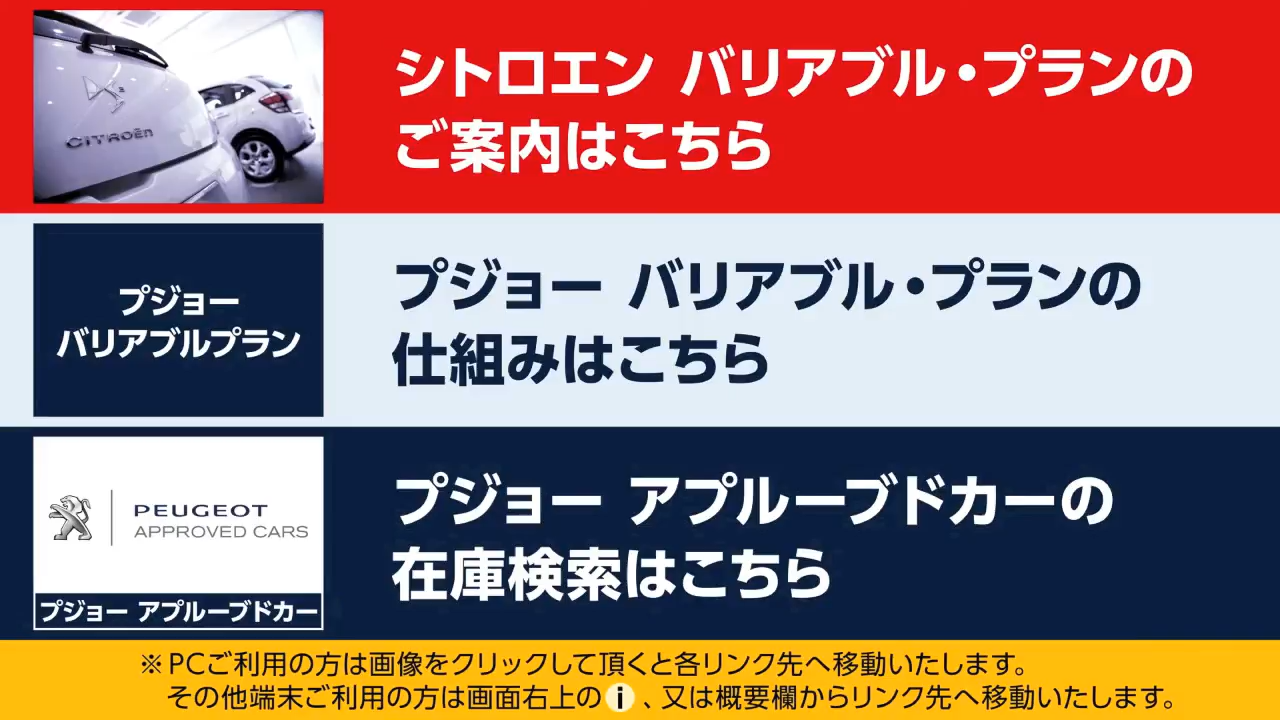 CITROËN
シトロエン バリアブル・プランの
ご案内はこちら
プジョー
バリアブルプラン
プジョー バリアブル・プランの
仕組みはこちら
PEUGEOT
APPROVED CARS
プジョー アプルーブドカー
プジョー アプルーブドカーの
在庫検索はこちら
※PCご利用の方は画像をクリックして頂くと各リンク先へ移動いたします。
その他端末ご利用の方は画面右上の i 、又は概要欄からリンク先へ移動いたします。